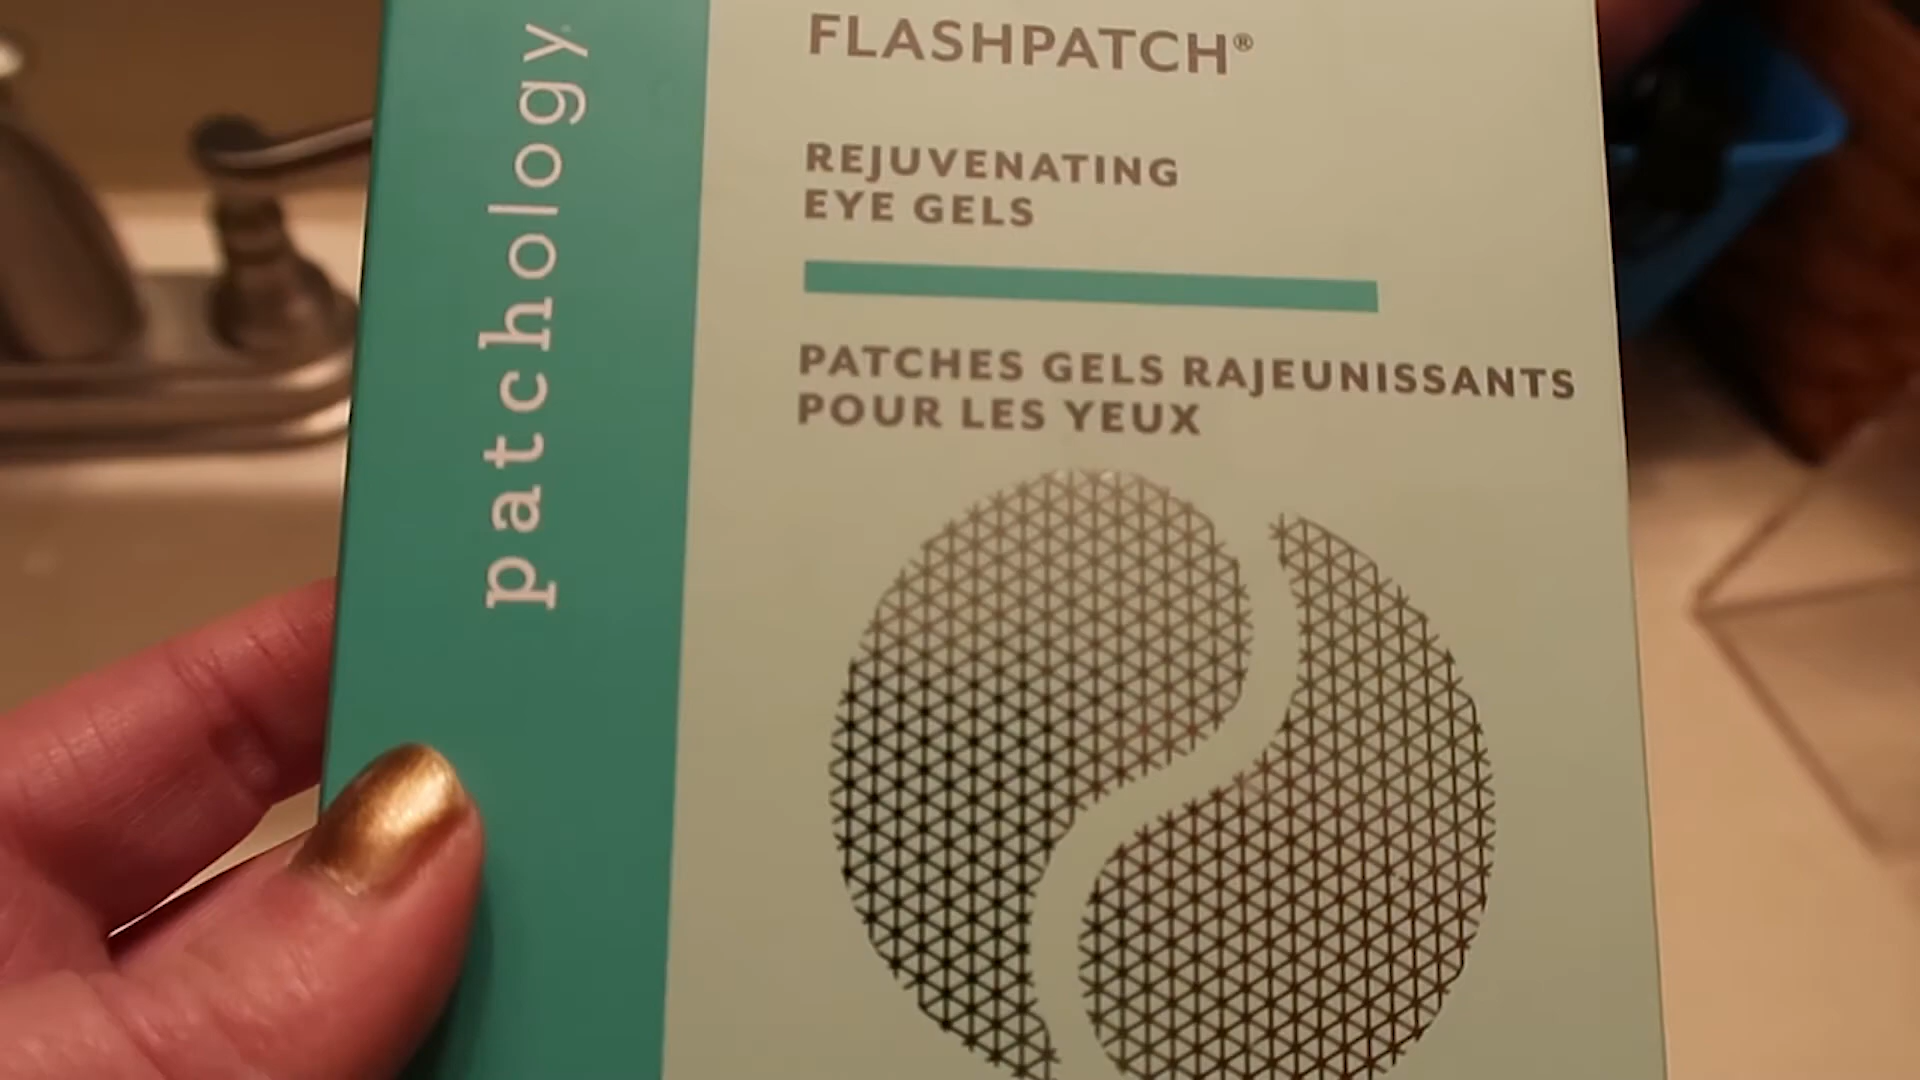 patchology
FLASHPATCH®
REJUVENATING
EYE GELS
PATCHES GELS RAJEUNISSANTS
POUR LES YEUX